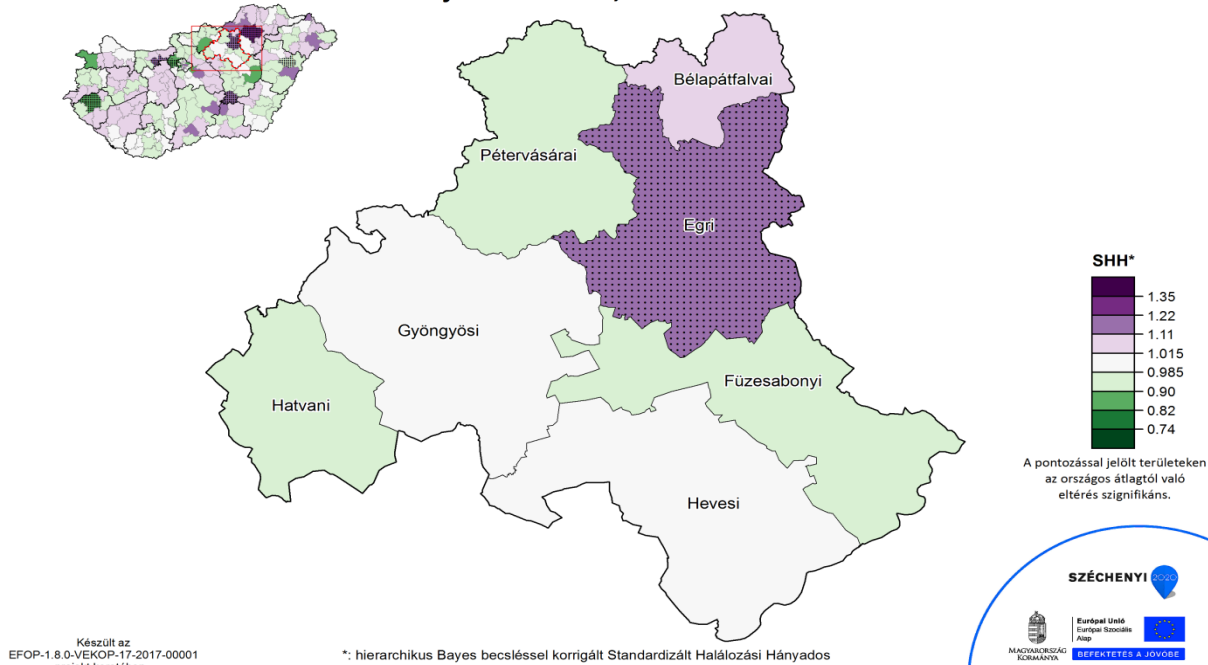 Bélapátfalvai
Pétervásárai
Egri
Gyöngyösi
Hatvani
Füzesabonyi
Hevesi
SHH*
1.35
1.22
1.11
1.015
0.985
0.90
0.82
0.74
A pontozással jelölt területeken
az országos átlagtól való
eltérés szignifikáns.
SZÉCHENYI 2020
MAGYARORSZÁG
KORMÁNYA
Európai Unió
Európai Szociális
Alap
BEFEKTETÉS A JÖVŐBE
Készült az
EFOP-1.8.0-VEKOP-17-2017-00001
*: hierarchikus Bayes becsléssel korrigált Standardizált Halálozási Hányados